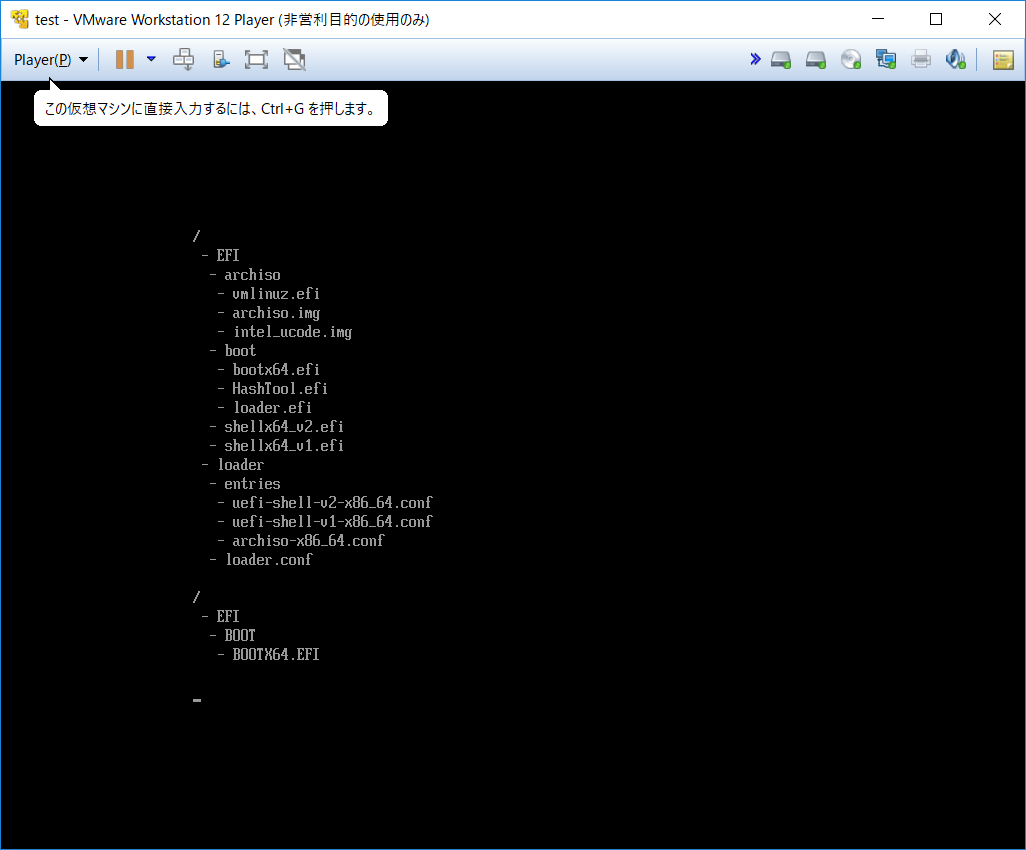 test - VMware Workstation 12 Player (非営利目的の使用のみ)
Player(P)
この仮想マシンに直接入力するには、Ctrl+G を押します。
/
- EFI
- archiso
- vmlinuz.efi
- archiso.img
- intel_ucode.img
- boot
- bootx64.efi
- HashTool.efi
- loader.efi
- shellx64_v2.efi
- shellx64_v1.efi
- loader
- entries
- uefi-shell-v2-x86_64.conf
- uefi-shell-v1-x86_64.conf
- archiso-x86_64.conf
- loader.conf
/
- EFI
- BOOT
- BOOTX64.EFI